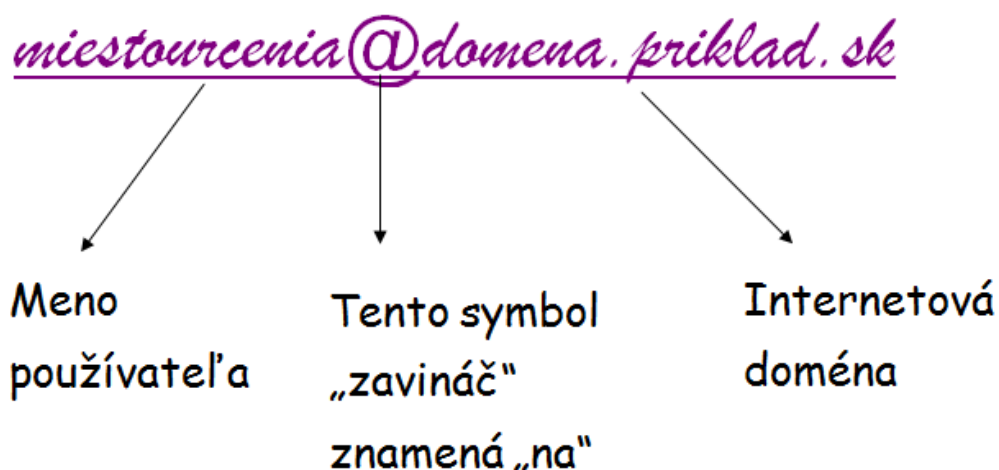 miestourcenia@domena.priklad.sk
Meno
používateľa
Tento symbol
„zavináč“
znamená „na“
Internetová
doména